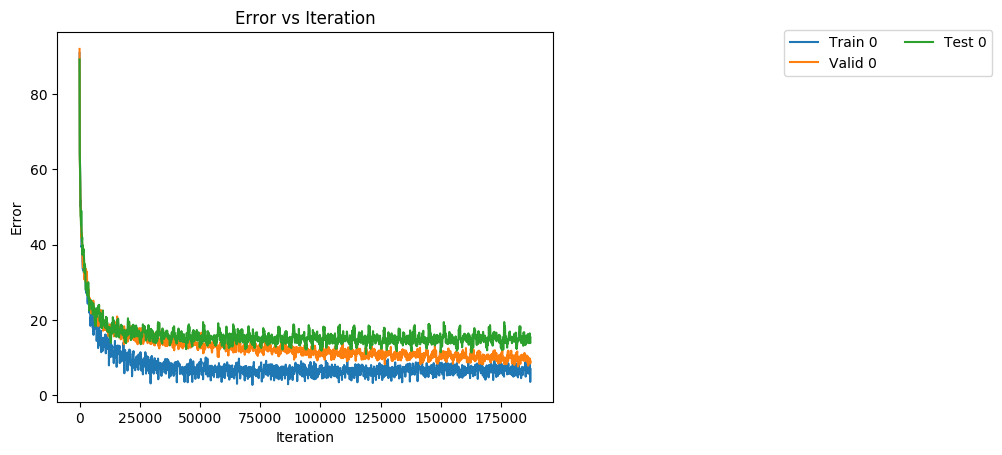 Error vs Iteration
Train 0
Valid 0
Test 0
Error
80
60
40
20
0
0 25000 50000 75000 100000 125000 150000 175000
Iteration